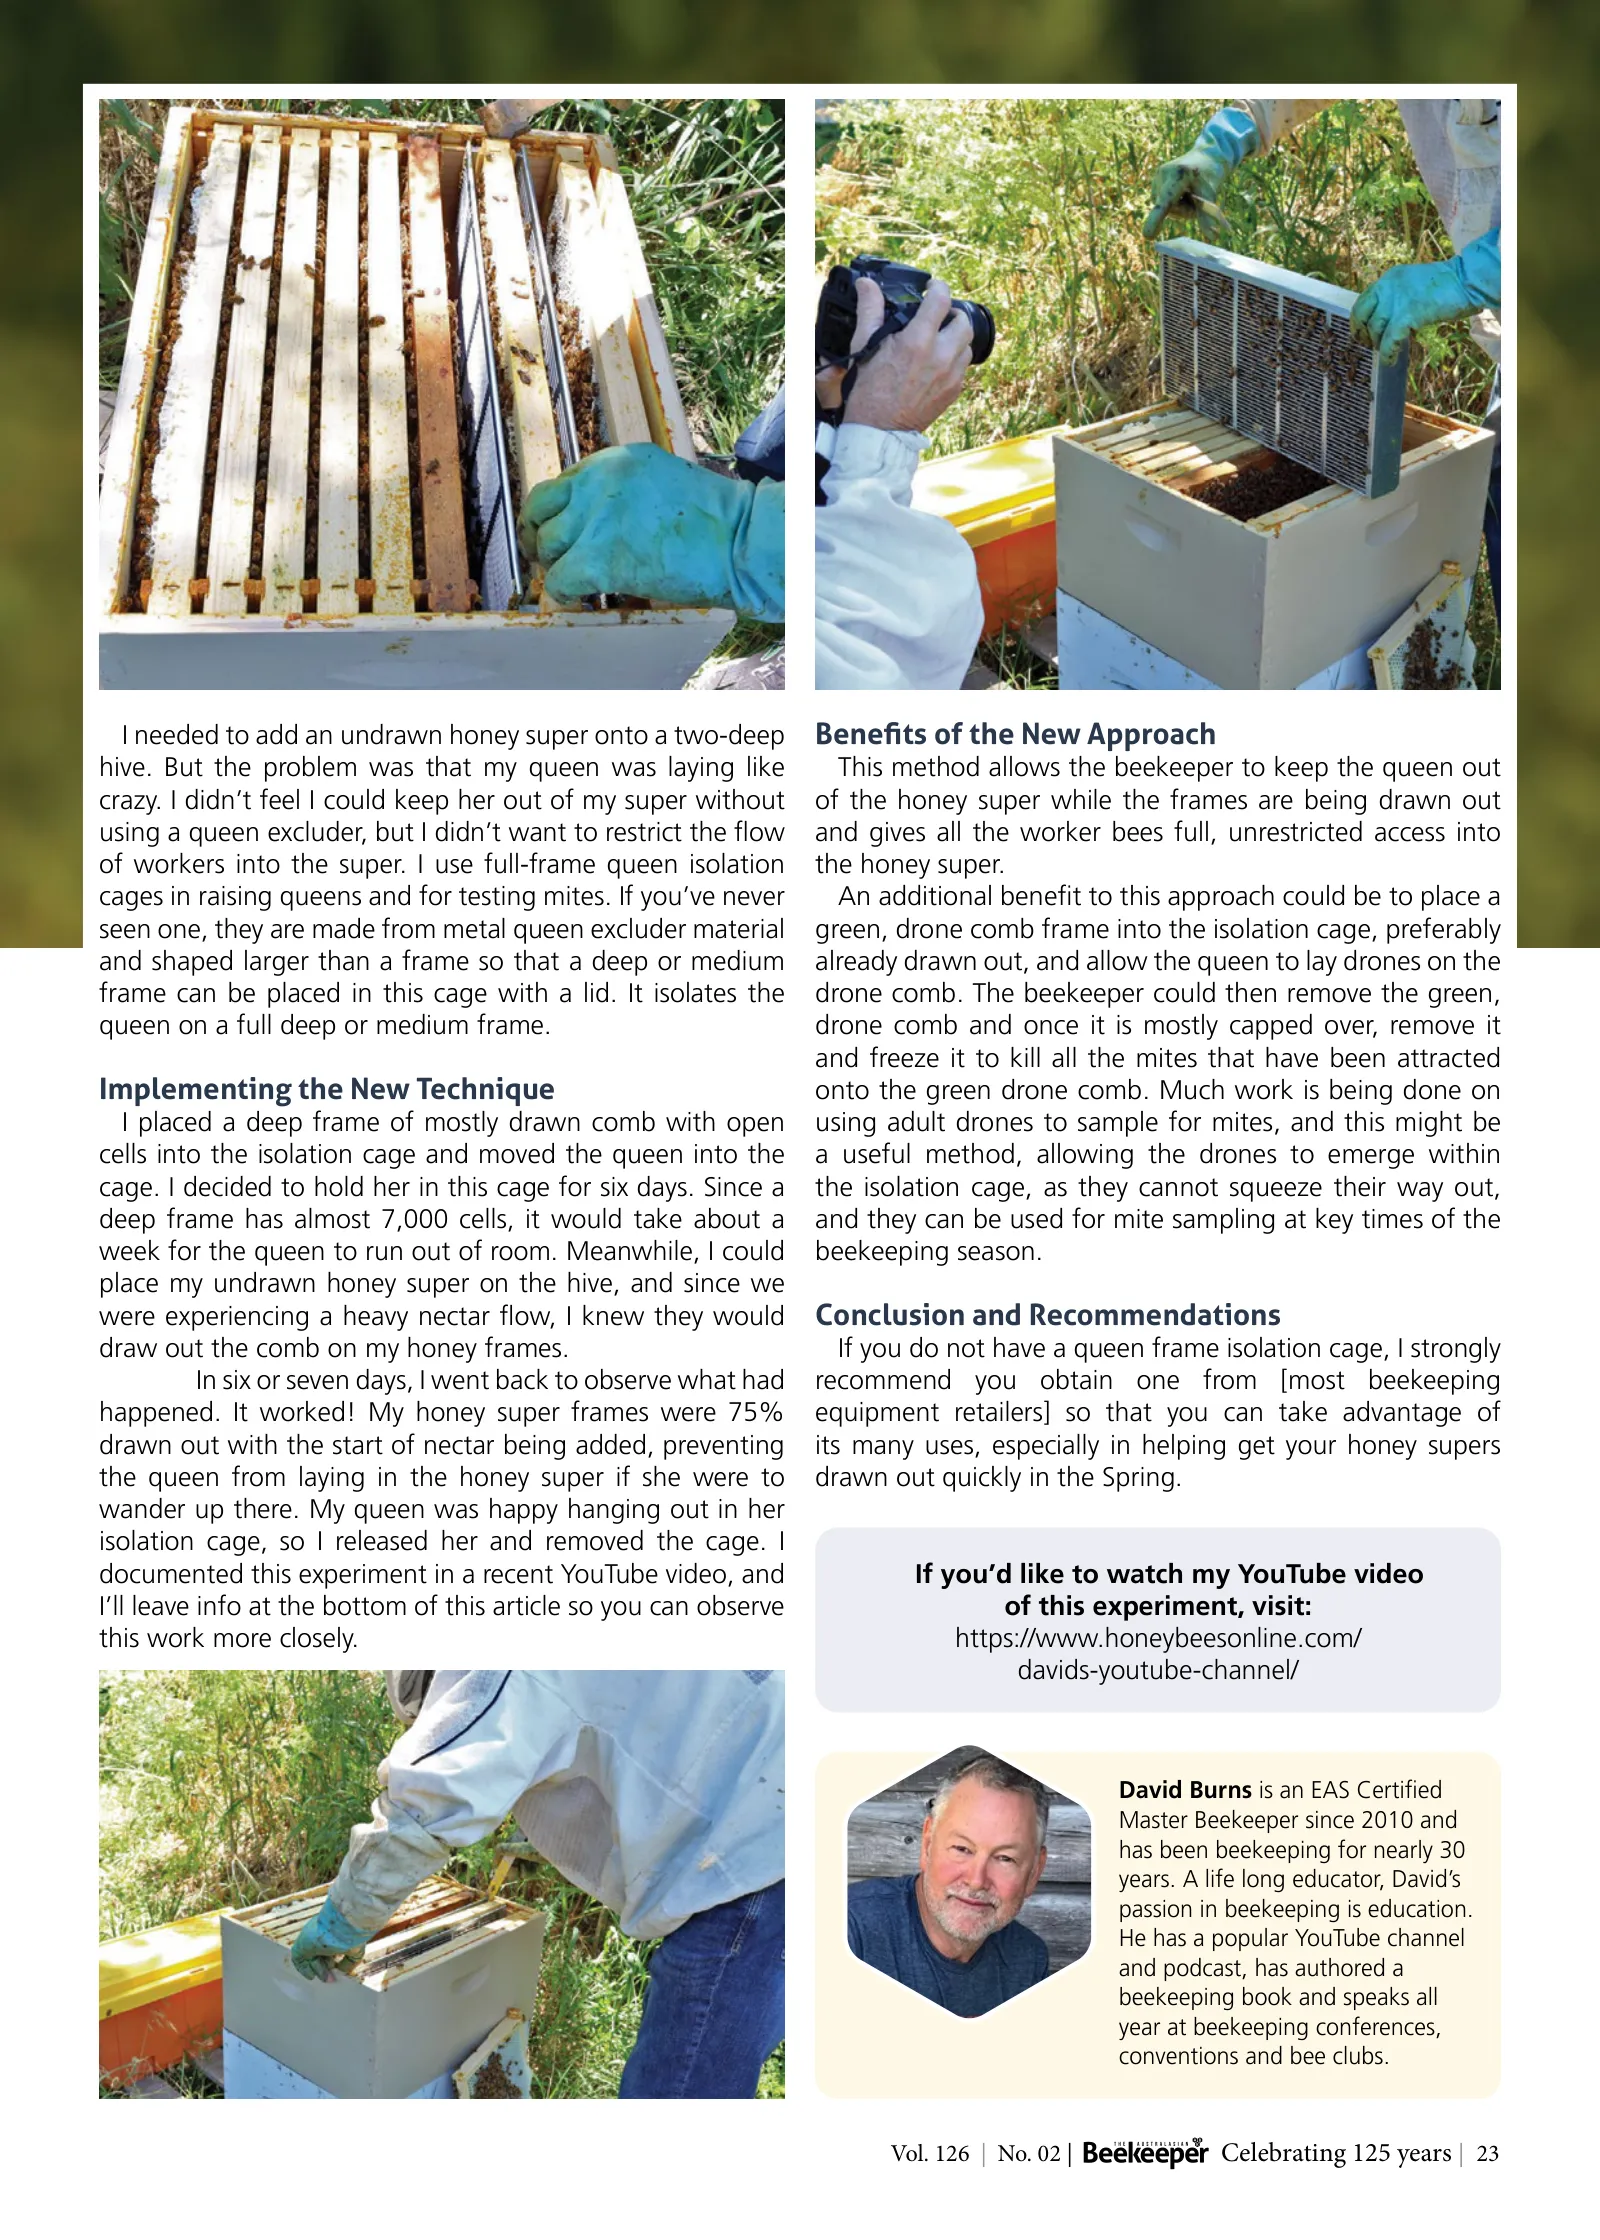 I needed to add an undrawn honey super onto a two-deep
hive. But the problem was that my queen was laying like
crazy. I didn’t feel I could keep her out of my super without
using a queen excluder, but I didn’t want to restrict the flow
of workers into the super. I use full-frame queen isolation
cages in raising queens and for testing mites. If you’ve never
seen one, they are made from metal queen excluder material
and shaped larger than a frame so that a deep or medium
frame can be placed in this cage with a lid. It isolates the
queen on a full deep or medium frame.
Implementing the New Technique
I placed a deep frame of mostly drawn comb with open
cells into the isolation cage and moved the queen into the
cage. I decided to hold her in this cage for six days. Since a
deep frame has almost 7,000 cells, it would take about a
week for the queen to run out of room. Meanwhile, I could
place my undrawn honey super on the hive, and since we
were experiencing a heavy nectar flow, I knew they would
draw out the comb on my honey frames.
In six or seven days, I went back to observe what had
happened. It worked! My honey super frames were 75%
drawn out with the start of nectar being added, preventing
the queen from laying in the honey super if she were to
wander up there. My queen was happy hanging out in her
isolation cage, so I released her and removed the cage. I
documented this experiment in a recent YouTube video, and
I’ll leave info at the bottom of this article so you can observe
this work more closely.
Benefits of the New Approach
This method allows the beekeeper to keep the queen out
of the honey super while the frames are being drawn out
and gives all the worker bees full, unrestricted access into
the honey super.
An additional benefit to this approach could be to place a
green, drone comb frame into the isolation cage, preferably
already drawn out, and allow the queen to lay drones on the
drone comb. The beekeeper could then remove the green,
drone comb and once it is mostly capped over, remove it
and freeze it to kill all the mites that have been attracted
onto the green drone comb. Much work is being done on
using adult drones to sample for mites, and this might be
a useful method, allowing the drones to emerge within
the isolation cage, as they cannot squeeze their way out,
and they can be used for mite sampling at key times of the
beekeeping season.
Conclusion and Recommendations
If you do not have a queen frame isolation cage, I strongly
recommend you obtain one from [most beekeeping
equipment retailers] so that you can take advantage of
its many uses, especially in helping get your honey supers
drawn out quickly in the Spring.
If you’d like to watch my YouTube video
of this experiment, visit:
https://www.honeybeesonline.com/
davids-youtube-channel/
David Burns is an EAS Certified
Master Beekeeper since 2010 and
has been beekeeping for nearly 30
years. A life long educator, David’s
passion in beekeeping is education.
He has a popular YouTube channel
and podcast, has authored a
beekeeping book and speaks all
year at beekeeping conferences,
conventions and bee clubs.
Vol. 126 | No. 02 | THE AUSTRALASIAN Beekeeper Celebrating 125 years | 23